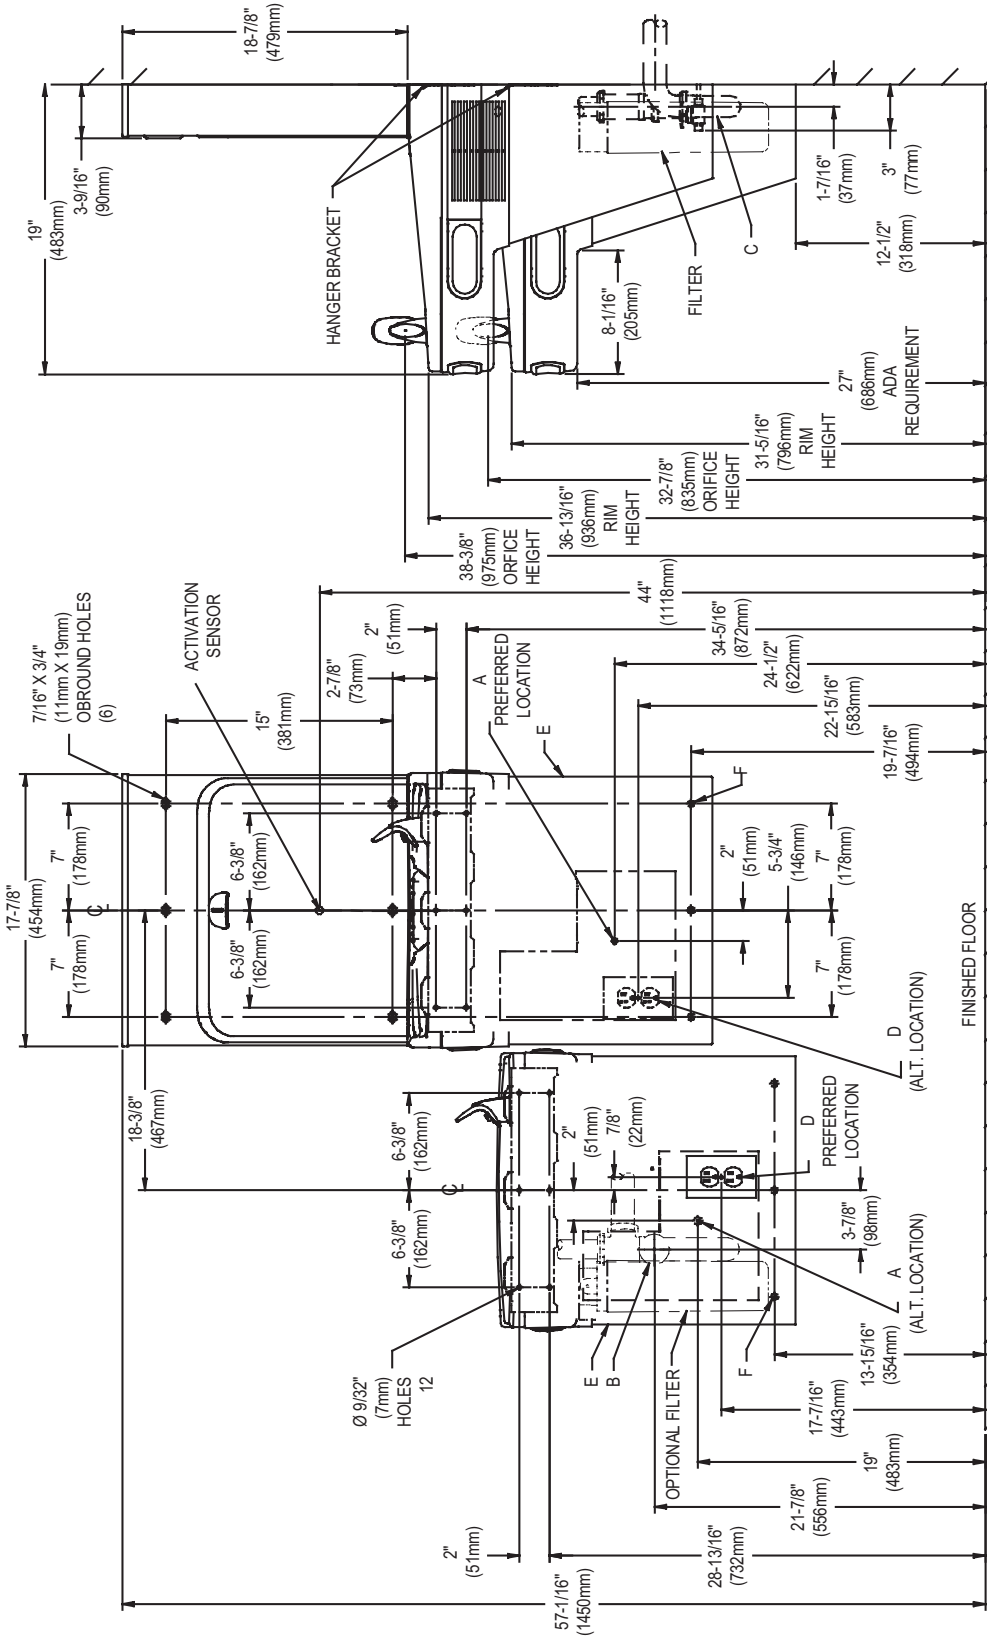 19"
(483mm)
3-9/16"
(90mm)
18-7/8"
(479mm)
HANGER BRACKET
FILTER
C
8-1/16"
(205mm)
1-7/16"
(37mm)
3"
(77mm)
12-1/2"
(318mm)
27"
(686mm)
ADA
REQUIREMENT
31-5/16"
(796mm)
RIM
HEIGHT
32-7/8"
(835mm)
ORIFICE
HEIGHT
36-13/16"
(936mm)
RIM
HEIGHT
38-3/8"
(975mm)
ORFICE
HEIGHT
7/16" X 3/4"
(11mm X 19mm)
OBROUND HOLES
(6)
ACTIVATION
SENSOR
15"
(381mm)
2-7/8"
(73mm)
2"
(51mm)
A
PREFERRED
LOCATION
E
44"
(1118mm)
34-5/16"
(872mm)
24-1/2"
(622mm)
22-15/16"
(583mm)
19-7/16"
(494mm)
F
17-7/8"
(454mm)
7"
(178mm)
CL
7"
(178mm)
6-3/8"
(162mm)
6-3/8"
(162mm)
2"
(51mm)
5-3/4"
(146mm)
7"
(178mm)
7"
(178mm)
D
(ALT. LOCATION)
FINISHED FLOOR
18-3/8"
(467mm)
CL
6-3/8"
(162mm)
6-3/8"
(162mm)
2"
(51mm)
7/8"
(22mm)
D
PREFERRED
LOCATION
3-7/8"
(98mm)
A
(ALT. LOCATION)
Ø 9/32"
(7mm)
HOLES
12
E
B
OPTIONAL FILTER
F
13-15/16"
(354mm)
17-7/16"
(443mm)
19"
(483mm)
21-7/8"
(556mm)
2"
(51mm)
28-13/16"
(732mm)
57-1/16"
(1450mm)